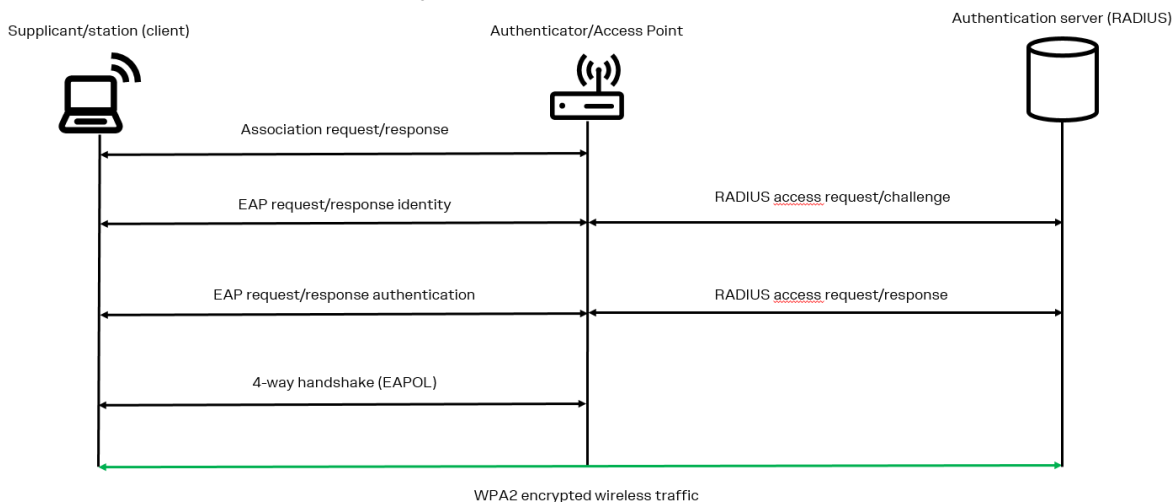 Supplicant/station (client)
Authenticator/Access Point
Authentication server (RADIUS)
Association request/response
EAP request/response identity
RADIUS access request/challenge
EAP request/response authentication
RADIUS access request/response
4-way handshake (EAPOL)
WPA2 encrypted wireless traffic